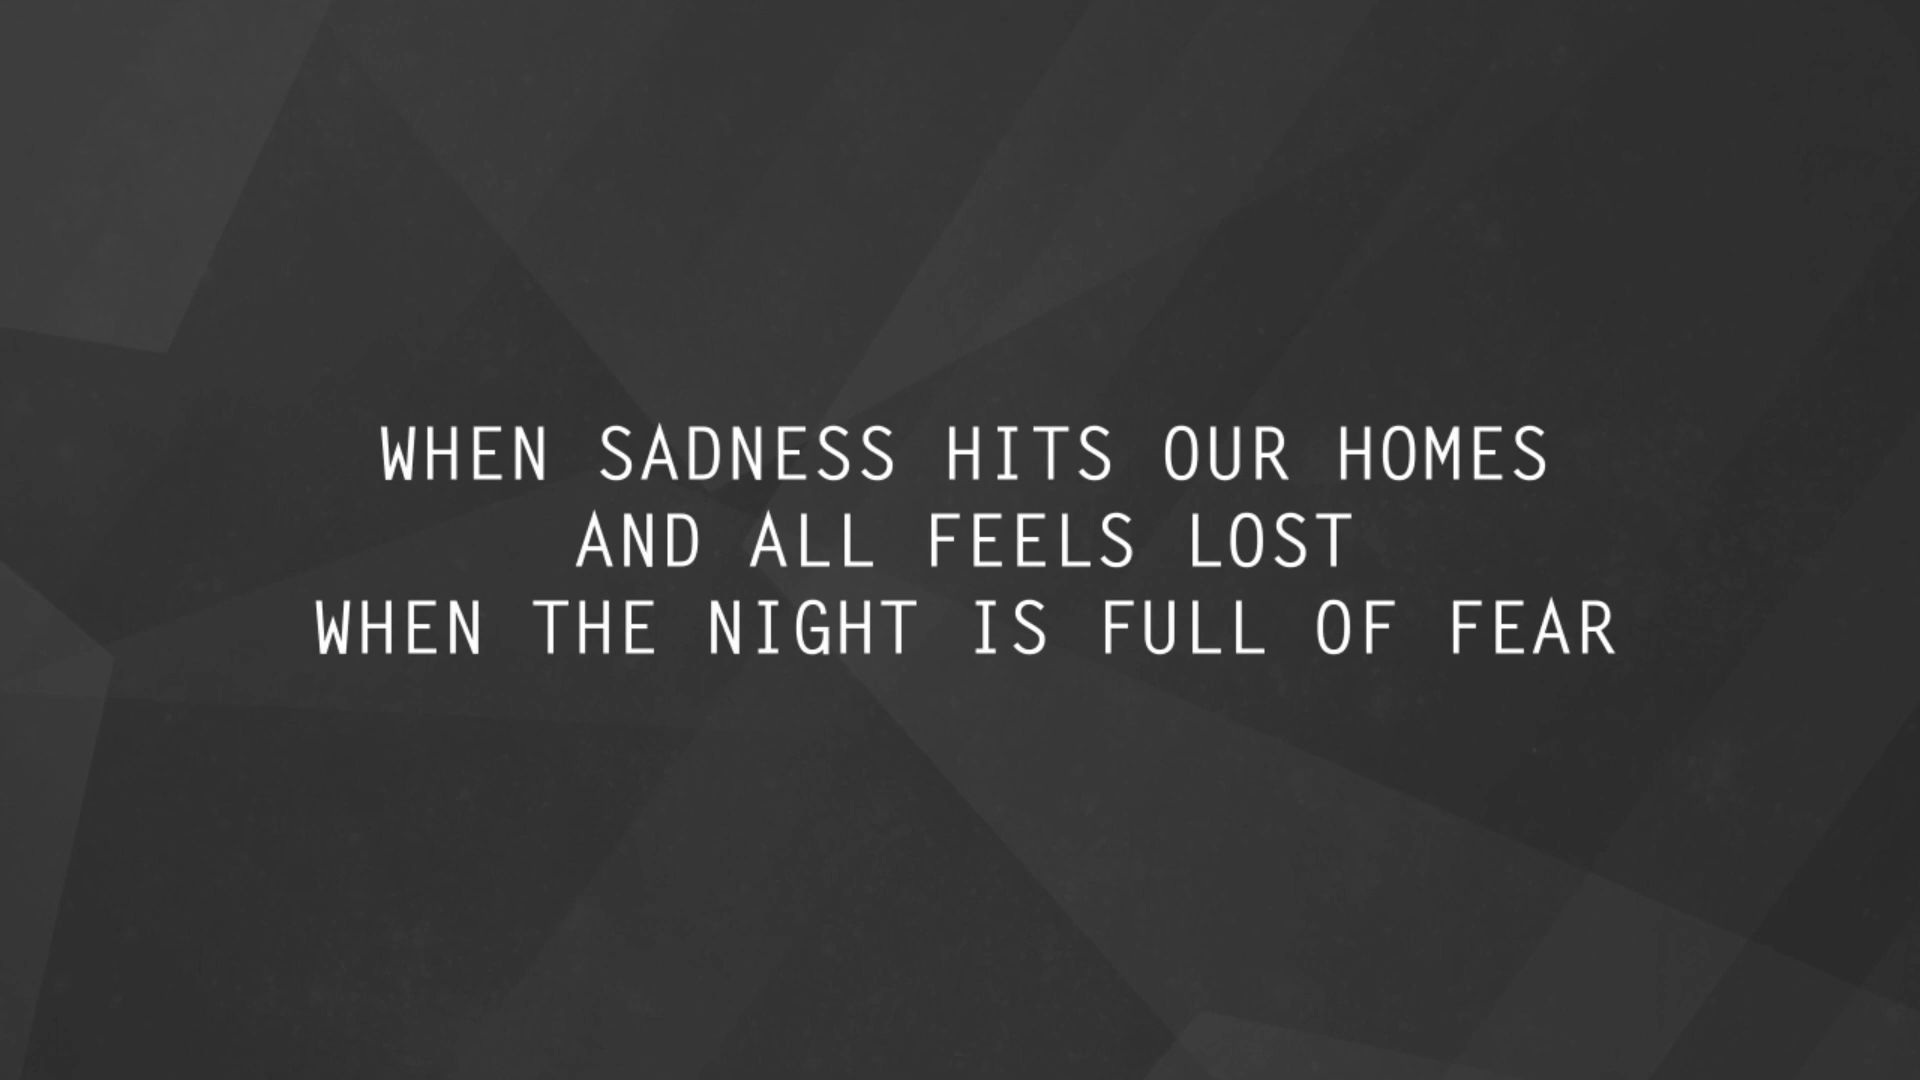 WHEN SADNESS HITS OUR HOMES
AND ALL FEELS LOST
WHEN THE NIGHT IS FULL OF FEAR